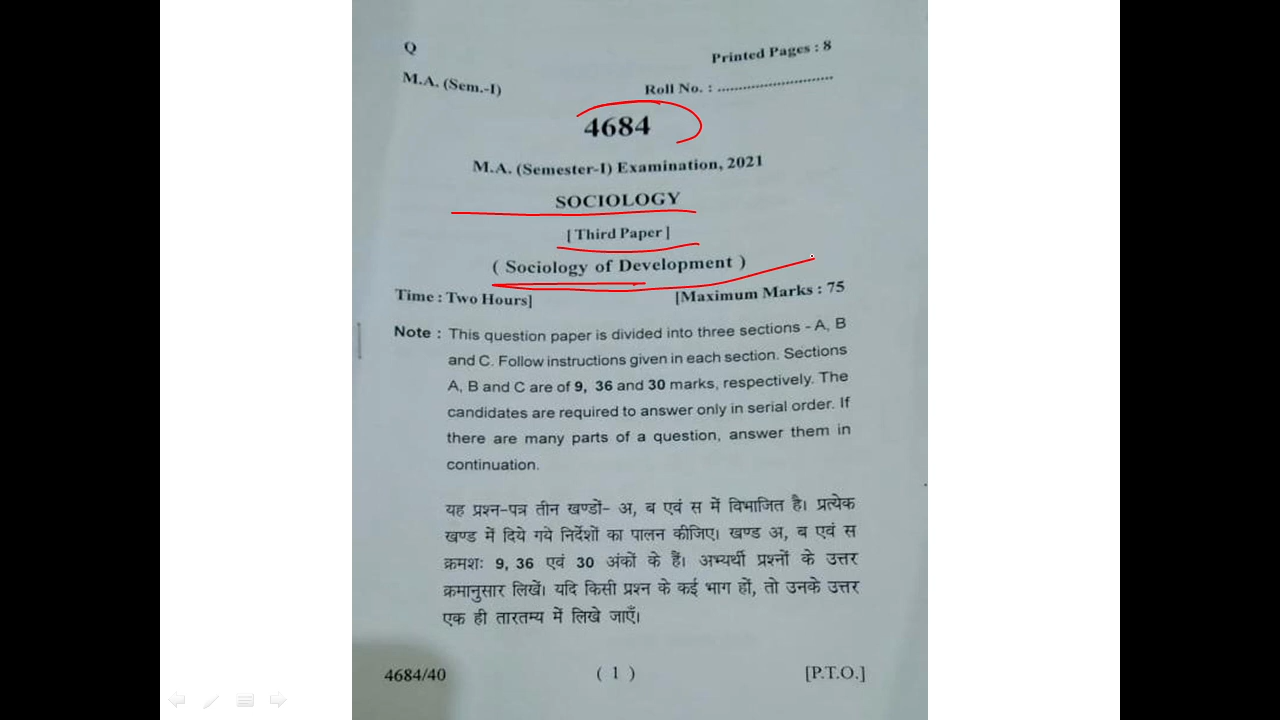 Q
Printed Pages : 8
M.A. (Sem.-I)
Roll No. : ............................
4684
M.A. (Semester-I) Examination, 2021
SOCIOLOGY
[ Third Paper ]
( Sociology of Development )
Time : Two Hours]
[Maximum Marks : 75
Note : This question paper is divided into three sections - A, B
and C. Follow instructions given in each section. Sections
A, B and C are of 9, 36 and 30 marks, respectively. The
candidates are required to answer only in serial order. If
there are many parts of a question, answer them in
continuation.
यह प्रश्न-पत्र तीन खण्डों- अ, ब एवं स में विभाजित है। प्रत्येक
खण्ड में दिये गये निर्देशों का पालन कीजिए। खण्ड अ, ब एवं स
क्रमशः 9, 36 एवं 30 अंकों के हैं। अभ्यर्थी प्रश्नों के उत्तर
क्रमानुसार लिखें। यदि किसी प्रश्न के कई भाग हों, तो उनके उत्तर
एक ही तारतम्य में लिखे जाएँ।
4684/40
( 1 )
[P.T.O.]